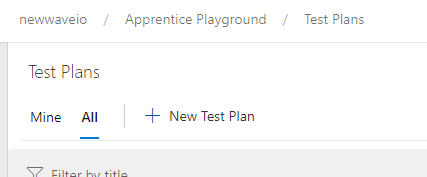 newwaveio / Apprentice Playground / Test Plans
Test Plans
Mine All + New Test Plan
Filter by title